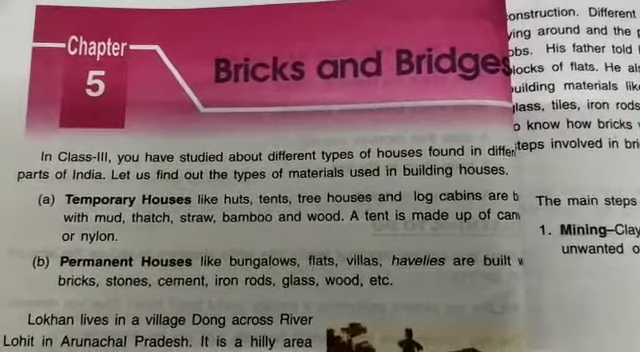 Chapter
5
Bricks and Bridges
In Class-III, you have studied about different types of houses found in
parts of India. Let us find out the types of materials used in building houses.
(a) Temporary Houses like huts, tents, tree houses and log cabins are
with mud, thatch, straw, bamboo and wood. A tent is made up of
or nylon.
(b) Permanent Houses like bungalows, flats, villas, havelies are built
bricks, stones, cement, iron rods, glass, wood, etc.
Lokhan lives in a village Dong across River
Lohit in Arunachal Pradesh. It is a hilly area
onstruction. Different
ying around and the
obs. His father told
locks of flats. He
uilding materials
lass, tiles, iron rods
o know how bricks
teps involved in
The main steps
1. Mining–Clay
unwanted